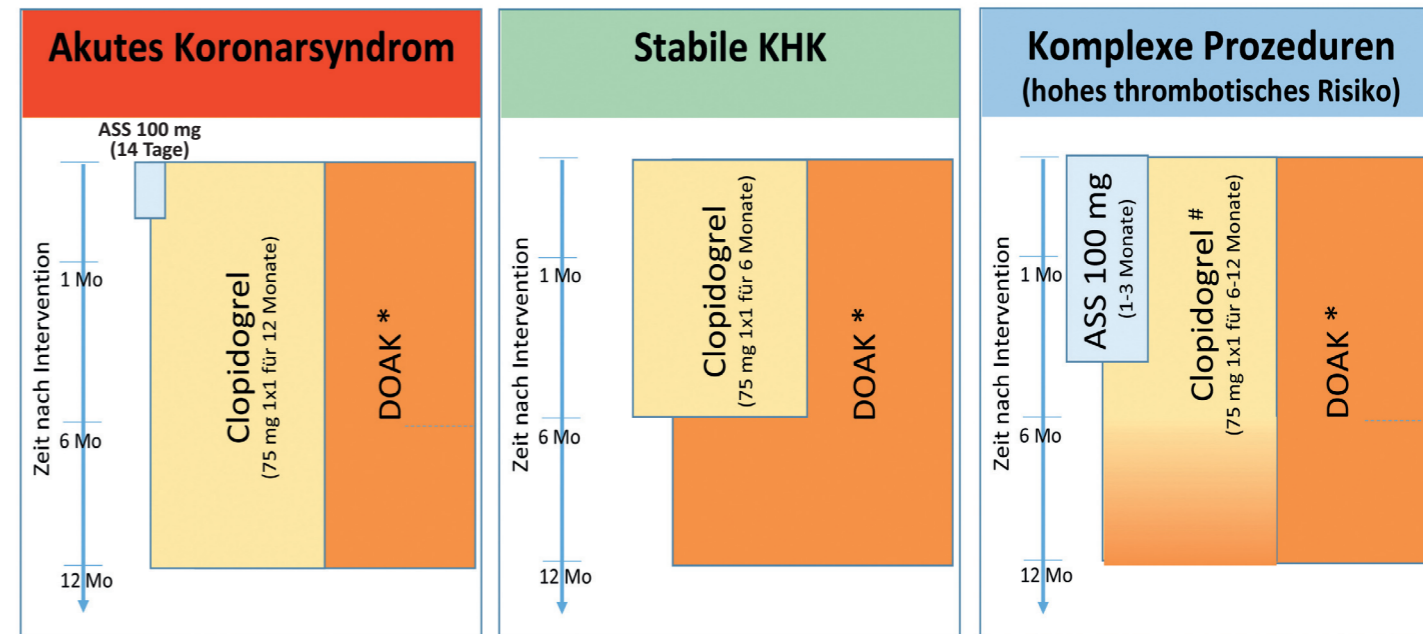 Akutes Koronarsyndrom
ASS 100 mg
(14 Tage)
Zeit nach Intervention
1 Mo
6 Mo
12 Mo
Clopidogrel
(75 mg 1x1 für 12 Monate)
DOAK *
Stabile KHK
Zeit nach Intervention
1 Mo
6 Mo
12 Mo
Clopidogrel
(75 mg 1x1 für 6 Monate)
DOAK *
Komplexe Prozeduren
(hohes thrombotisches Risiko)
Zeit nach Intervention
1 Mo
6 Mo
12 Mo
ASS 100 mg
(1-3 Monate)
Clopidogrel #
(75 mg 1x1 für 6-12 Monate)
DOAK *